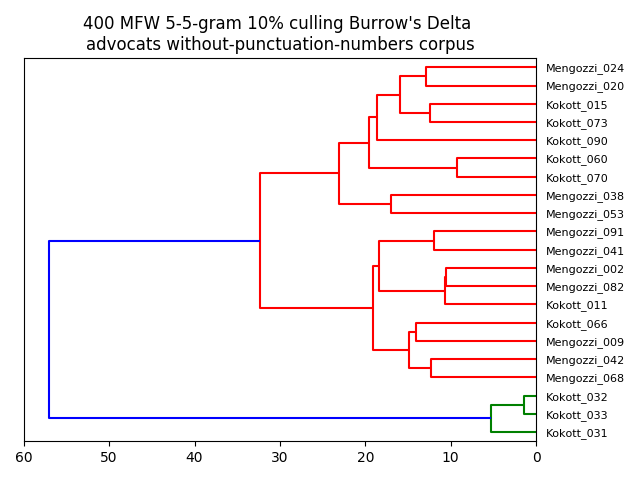 400 MFW 5-5-gram 10% culling Burrow's Delta
advocats without-punctuation-numbers corpus
Mengozzi_024
Mengozzi_020
Kokott_015
Kokott_073
Kokott_090
Kokott_060
Kokott_070
Mengozzi_038
Mengozzi_053
Mengozzi_091
Mengozzi_041
Mengozzi_002
Mengozzi_082
Kokott_011
Kokott_066
Mengozzi_009
Mengozzi_042
Mengozzi_068
Kokott_032
Kokott_033
Kokott_031
60 50 40 30 20 10 0